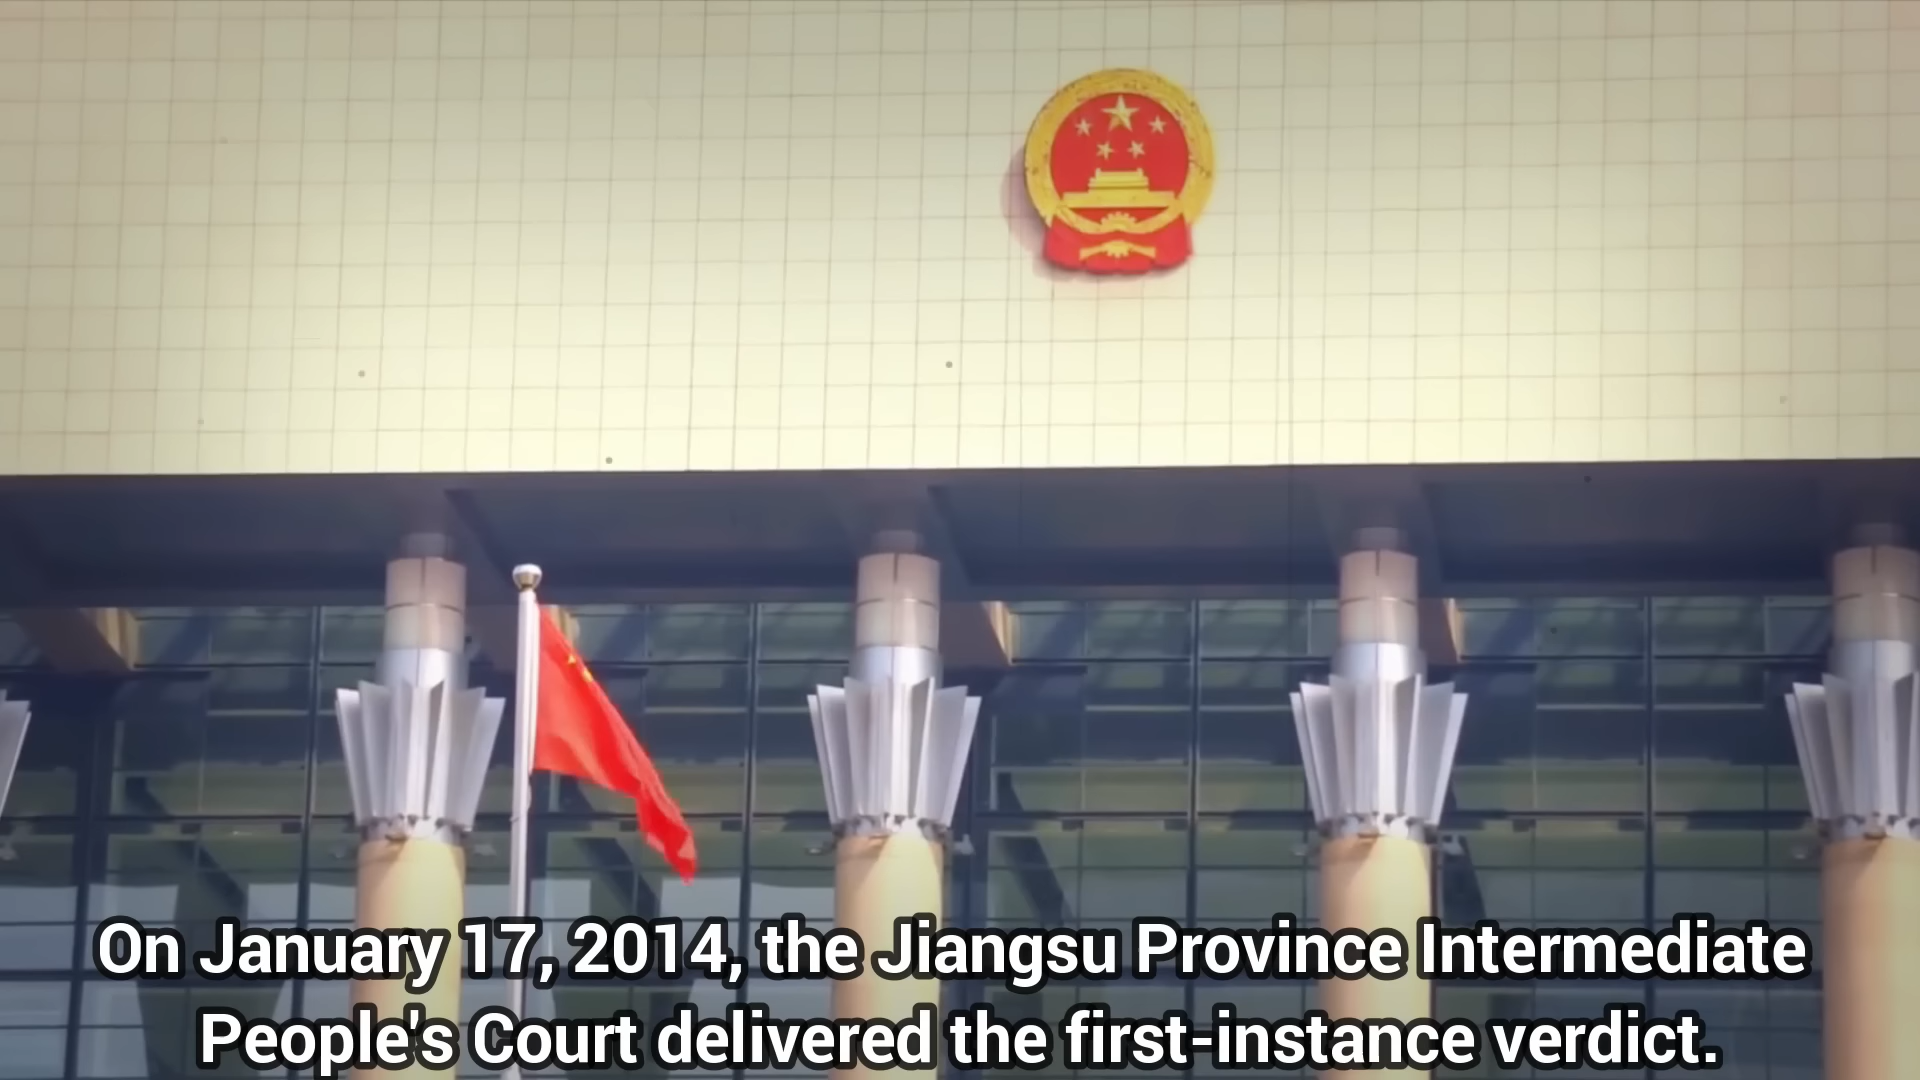 On January 17, 2014, the Jiangsu Province Intermediate
People's Court delivered the first-instance verdict.